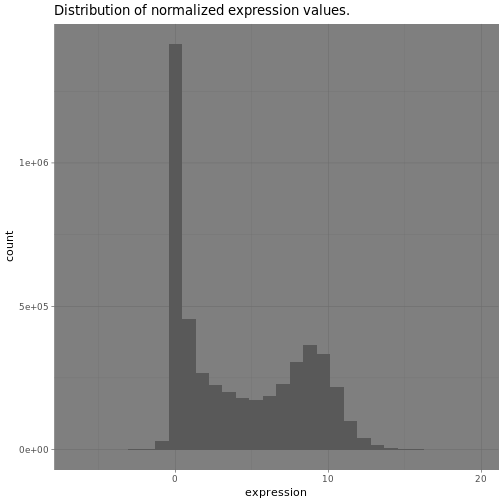 Distribution of normalized expression values.
1e+06
5e+05
0e+00
count
0
10
20
expression